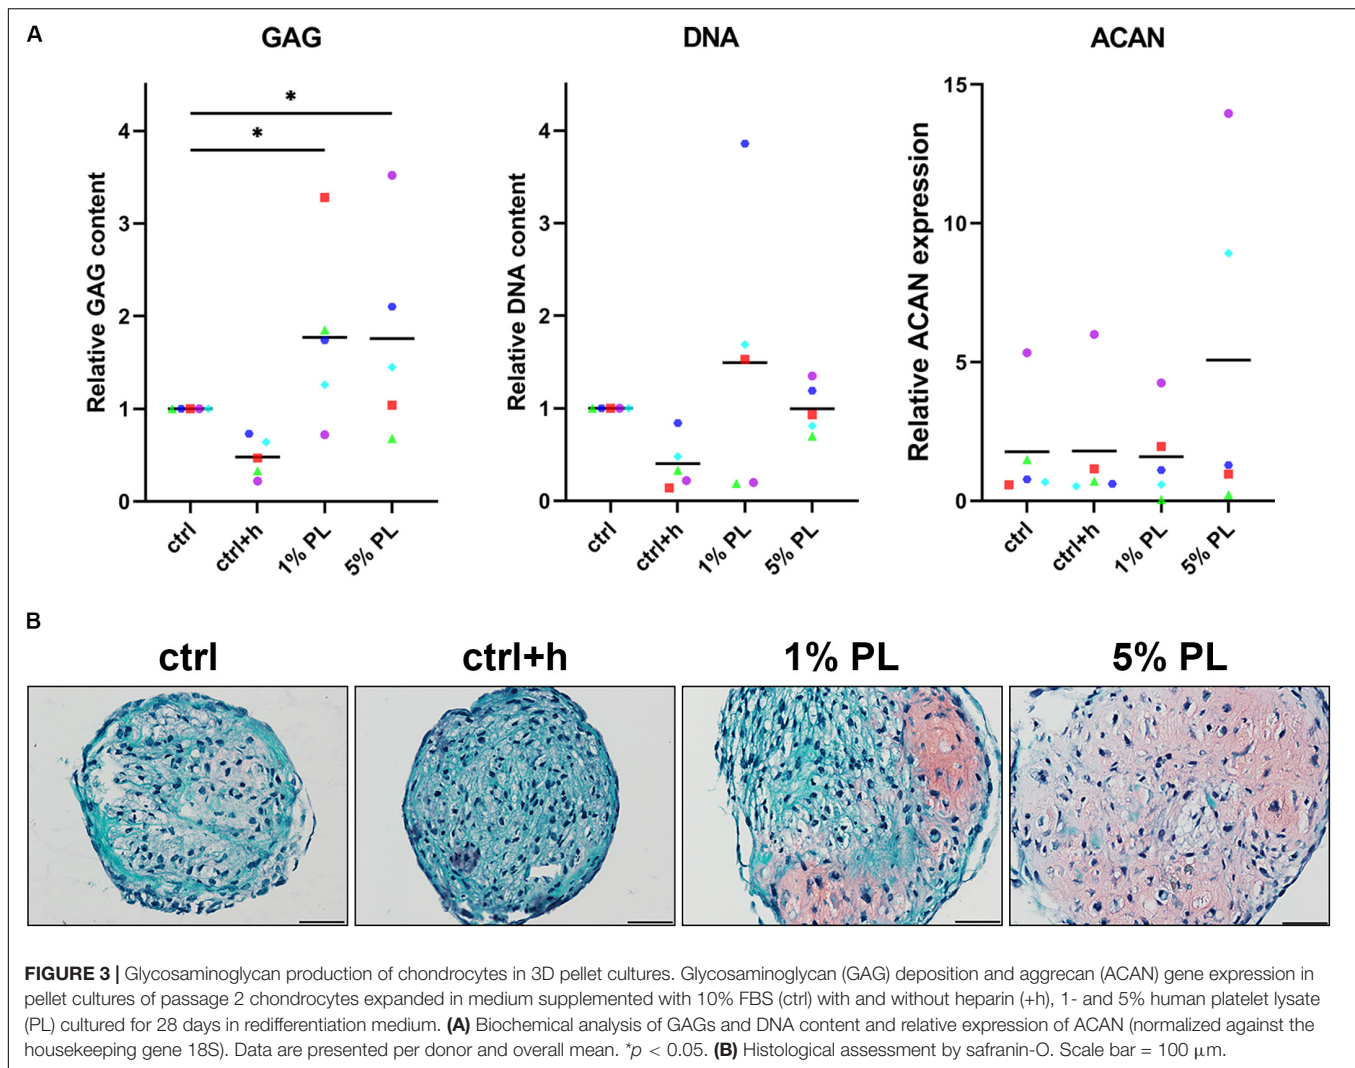 A
GAG
DNA
ACAN
*
*
Relative GAG content
4
3
2
1
0
ctrl
ctrl+h
1% PL
5% PL
Relative DNA content
4
3
2
1
0
ctrl
ctrl+h
1% PL
5% PL
Relative ACAN expression
15
10
5
0
ctrl
ctrl+h
1% PL
5% PL
B
ctrl
ctrl+h
1% PL
5% PL
FIGURE 3 | Glycosaminoglycan production of chondrocytes in 3D pellet cultures. Glycosaminoglycan (GAG) deposition and aggrecan (ACAN) gene expression in
pellet cultures of passage 2 chondrocytes expanded in medium supplemented with 10% FBS (ctrl) with and without heparin (+h), 1- and 5% human platelet lysate
(PL) cultured for 28 days in redifferentiation medium. (A) Biochemical analysis of GAGs and DNA content and relative expression of ACAN (normalized against the
housekeeping gene 18S). Data are presented per donor and overall mean. *p < 0.05. (B) Histological assessment by safranin-O. Scale bar = 100 μm.